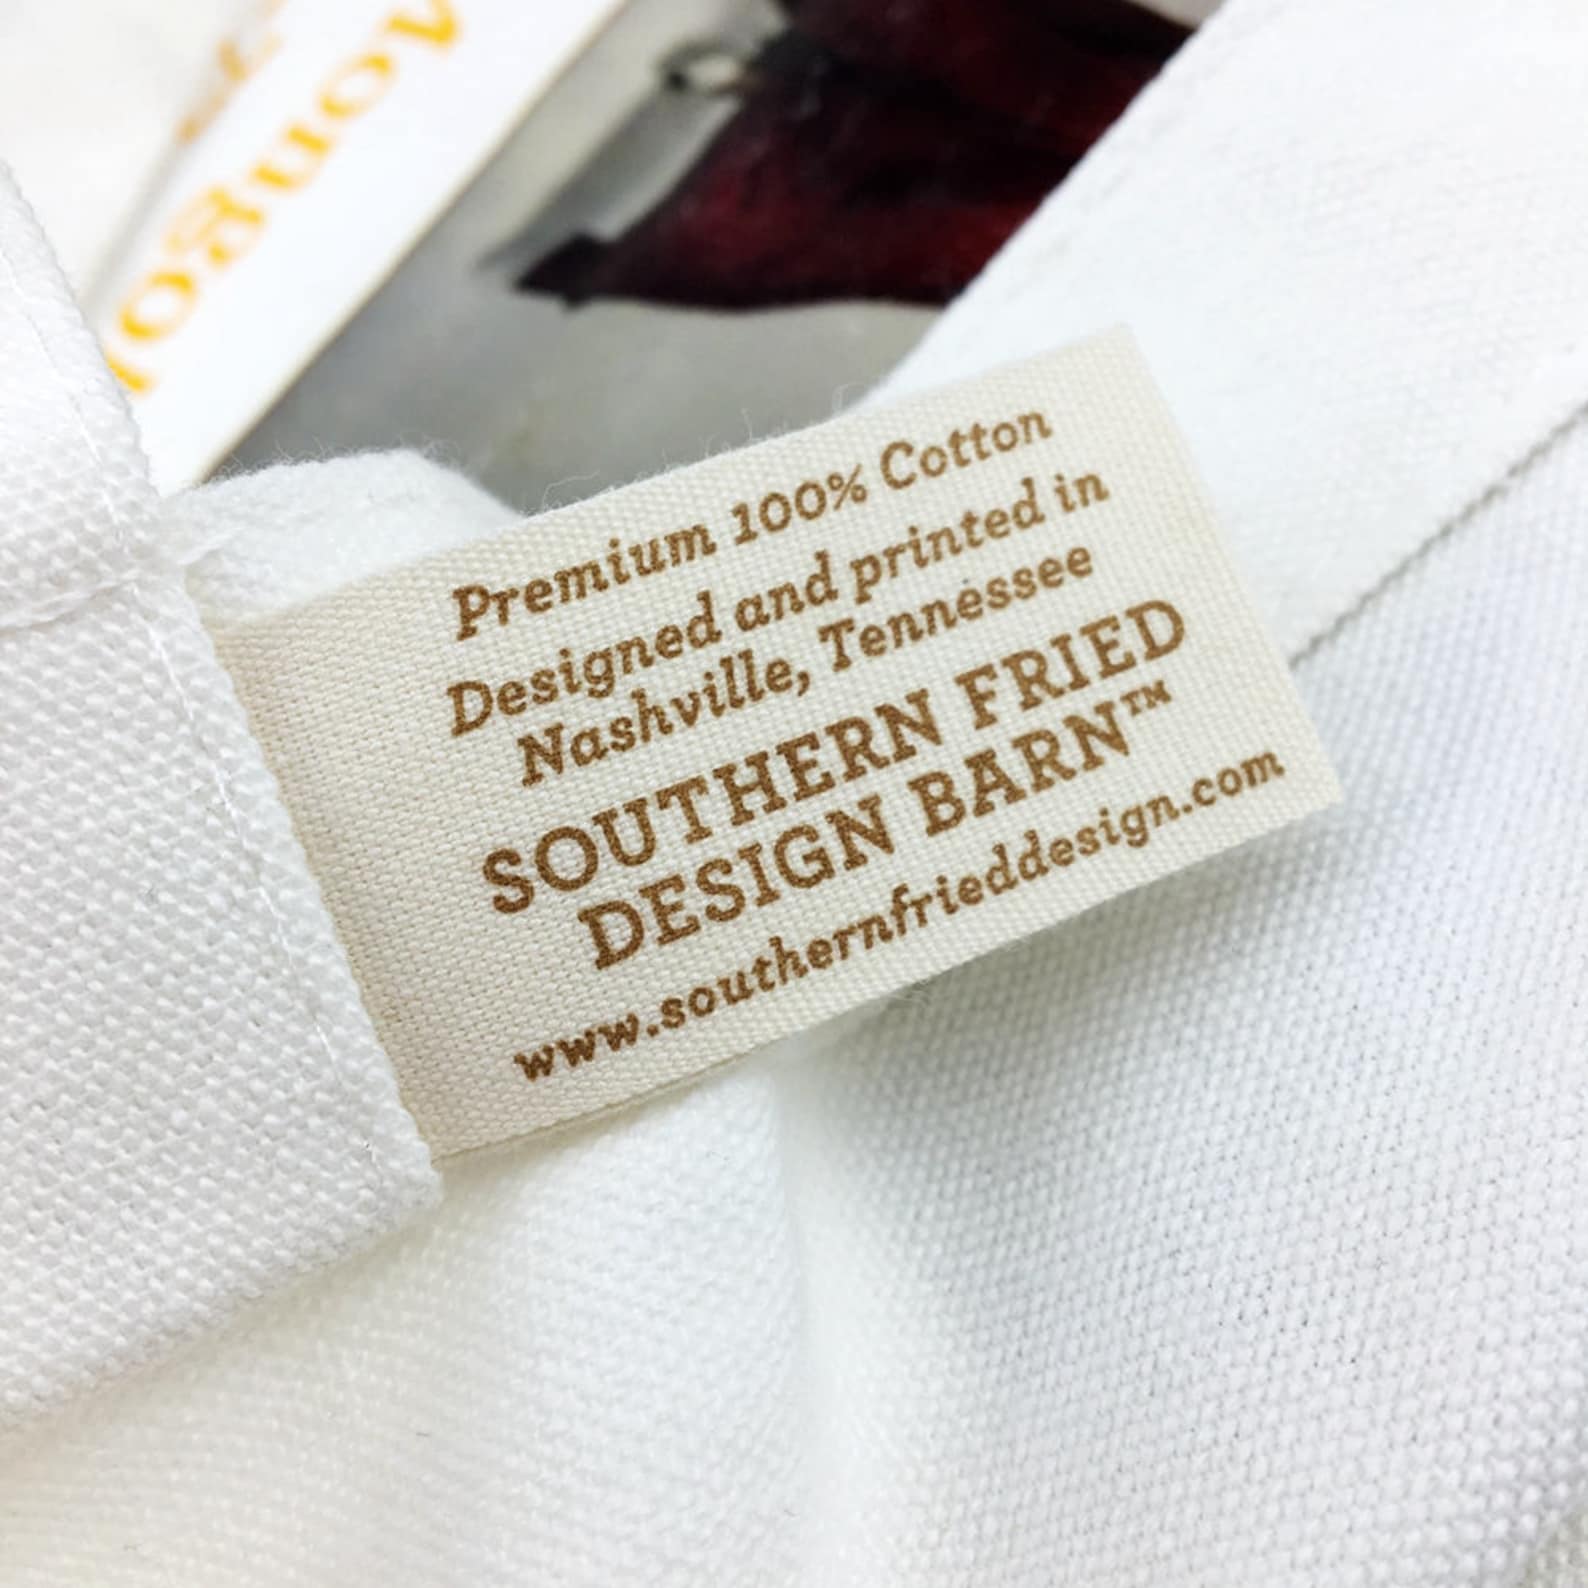 Premium 100% Cotton
Designed and printed in
Nashville, Tennessee
SOUTHERN FRIED
DESIGN BARN™
www.southernfrieddesign.com